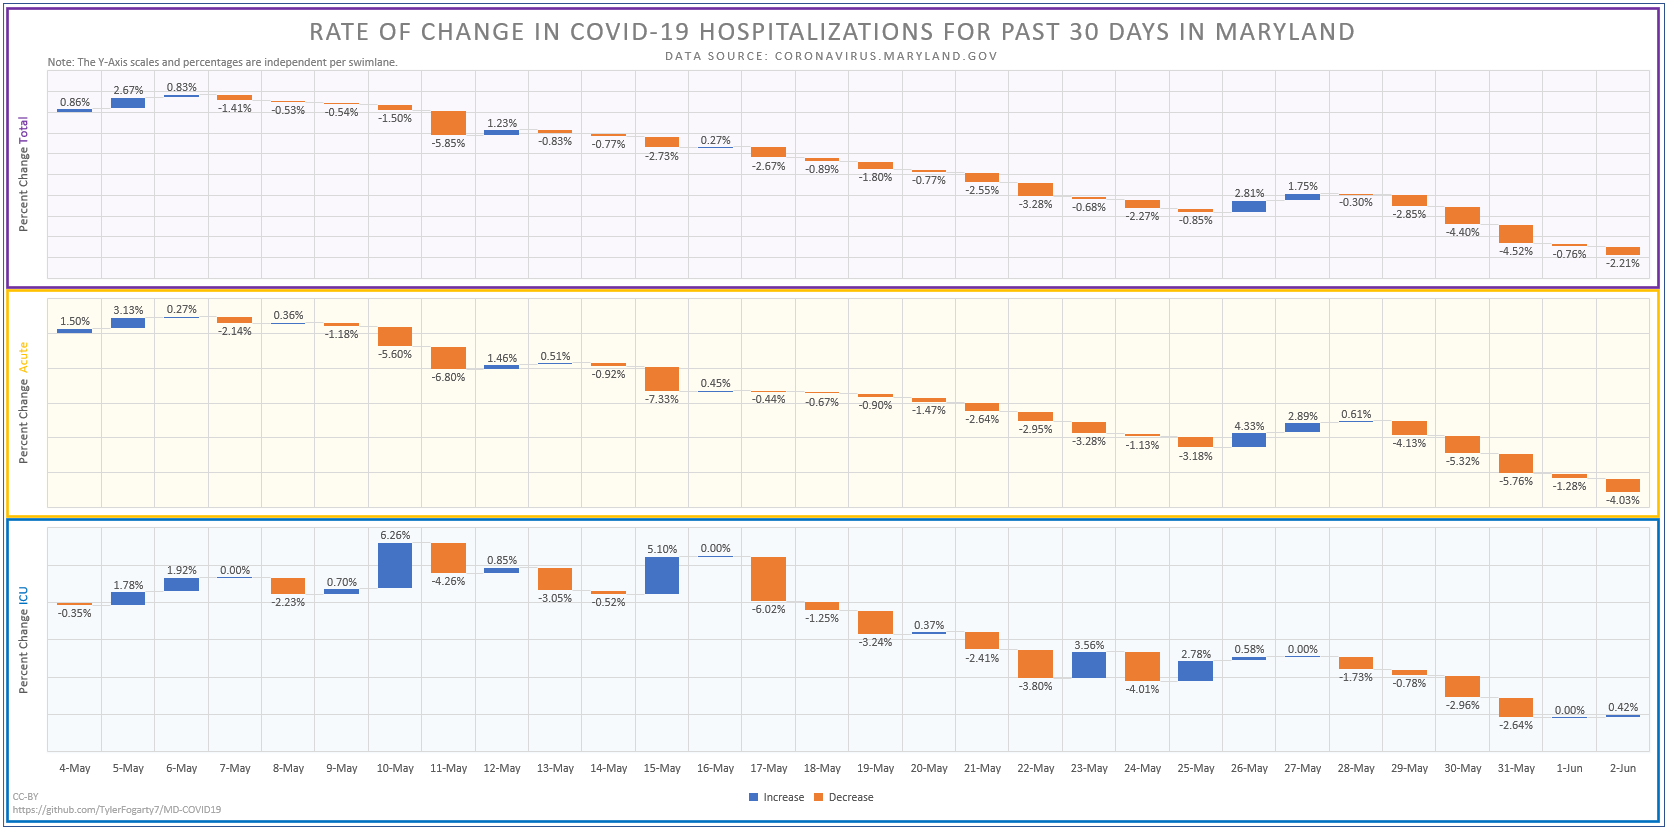 RATE OF CHANGE IN COVID-19 HOSPITALIZATIONS FOR PAST 30 DAYS IN MARYLAND
DATA SOURCE: CORONAVIRUS.MARYLAND.GOV
Note: The Y-Axis scales and percentages are independent per swimlane.
Percent Change Total
0.86% 2.67% 0.83% -1.41% -0.53% -0.54% -1.50% -5.85% 1.23% -0.83% -0.77% -2.73% 0.27% -2.67% -0.89% -1.80% -0.77% -2.55% -3.28% -0.68% -2.27% -0.85% 2.81% 1.75% -0.30% -2.85% -4.40% -4.52% -0.76% -2.21%
Percent Change Acute
1.50% 3.13% 0.27% -2.14% 0.36% -1.18% -5.60% -6.80% 1.46% 0.51% -0.92% -7.33% 0.45% -0.44% -0.67% -0.90% -1.47% -2.64% -2.95% -3.28% -1.13% -3.18% 4.33% 2.89% 0.61% -4.13% -5.32% -5.76% -1.28% -4.03%
Percent Change ICU
-0.35% 1.78% 1.92% 0.00% -2.23% 0.70% 6.26% -4.26% 0.85% -3.05% -0.52% 5.10% 0.00% -6.02% -1.25% -3.24% 0.37% -2.41% -3.80% 3.56% -4.01% 2.78% 0.58% 0.00% -1.73% -0.78% -2.96% -2.64% 0.00% 0.42%
4-May 5-May 6-May 7-May 8-May 9-May 10-May 11-May 12-May 13-May 14-May 15-May 16-May 17-May 18-May 19-May 20-May 21-May 22-May 23-May 24-May 25-May 26-May 27-May 28-May 29-May 30-May 31-May 1-Jun 2-Jun
Increase Decrease
CC-BY
https://github.com/TylerFogarty7/MD-COVID19